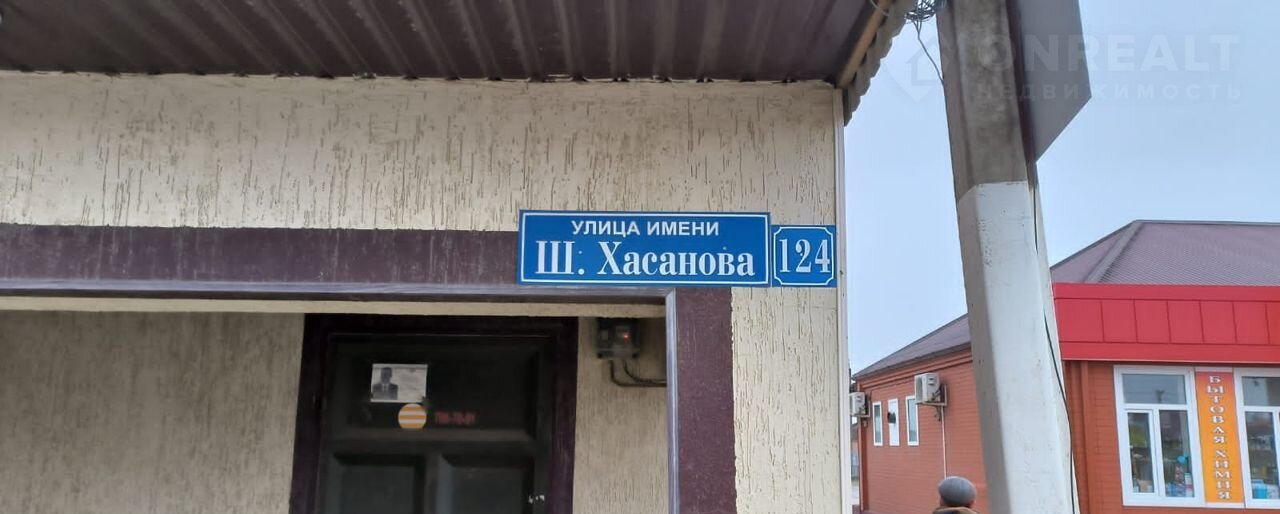 ONREALT
НЕДВИЖИМОСТЬ
УЛИЦА ИМЕНИ
Ш. Хасанова
124
БЫТОВАЯ ХИМИЯ